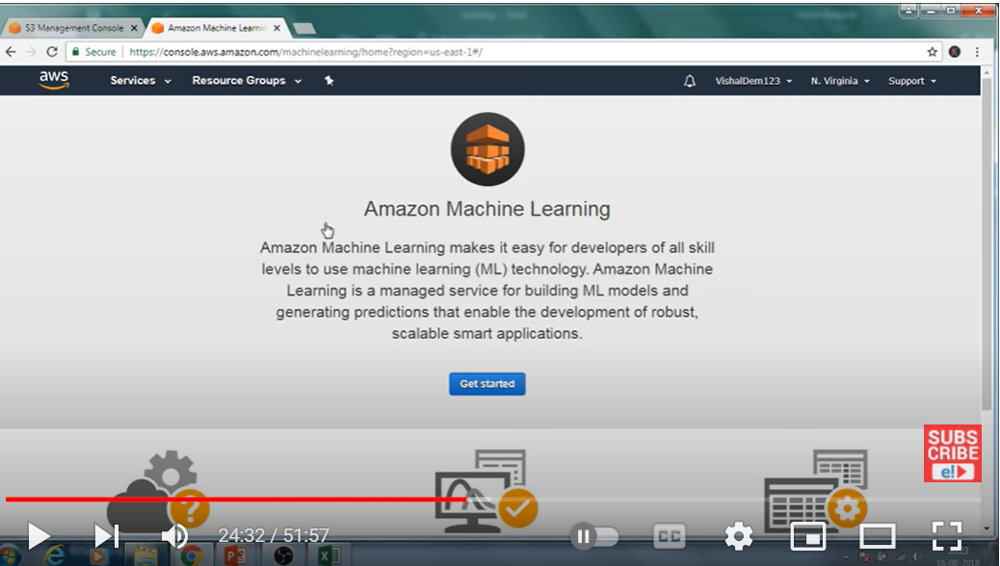 S3 Management Console
Amazon Machine Learnin
Secure
https://console.aws.amazon.com/machinelearning/home?region=us-east-1#/
K
aws
Services
Resource Groups
VishalDem123
N. Virginia
Support
Amazon Machine Learning
Amazon Machine Learning makes it easy for developers of all skill
levels to use machine learning (ML) technology. Amazon Machine
Learning is a managed service for building ML models and
generating predictions that enable the development of robust,
scalable smart applications.
Get started
SUBS
CRIBE
e!
?
24:32 / 51:57
CC
16-08-2018